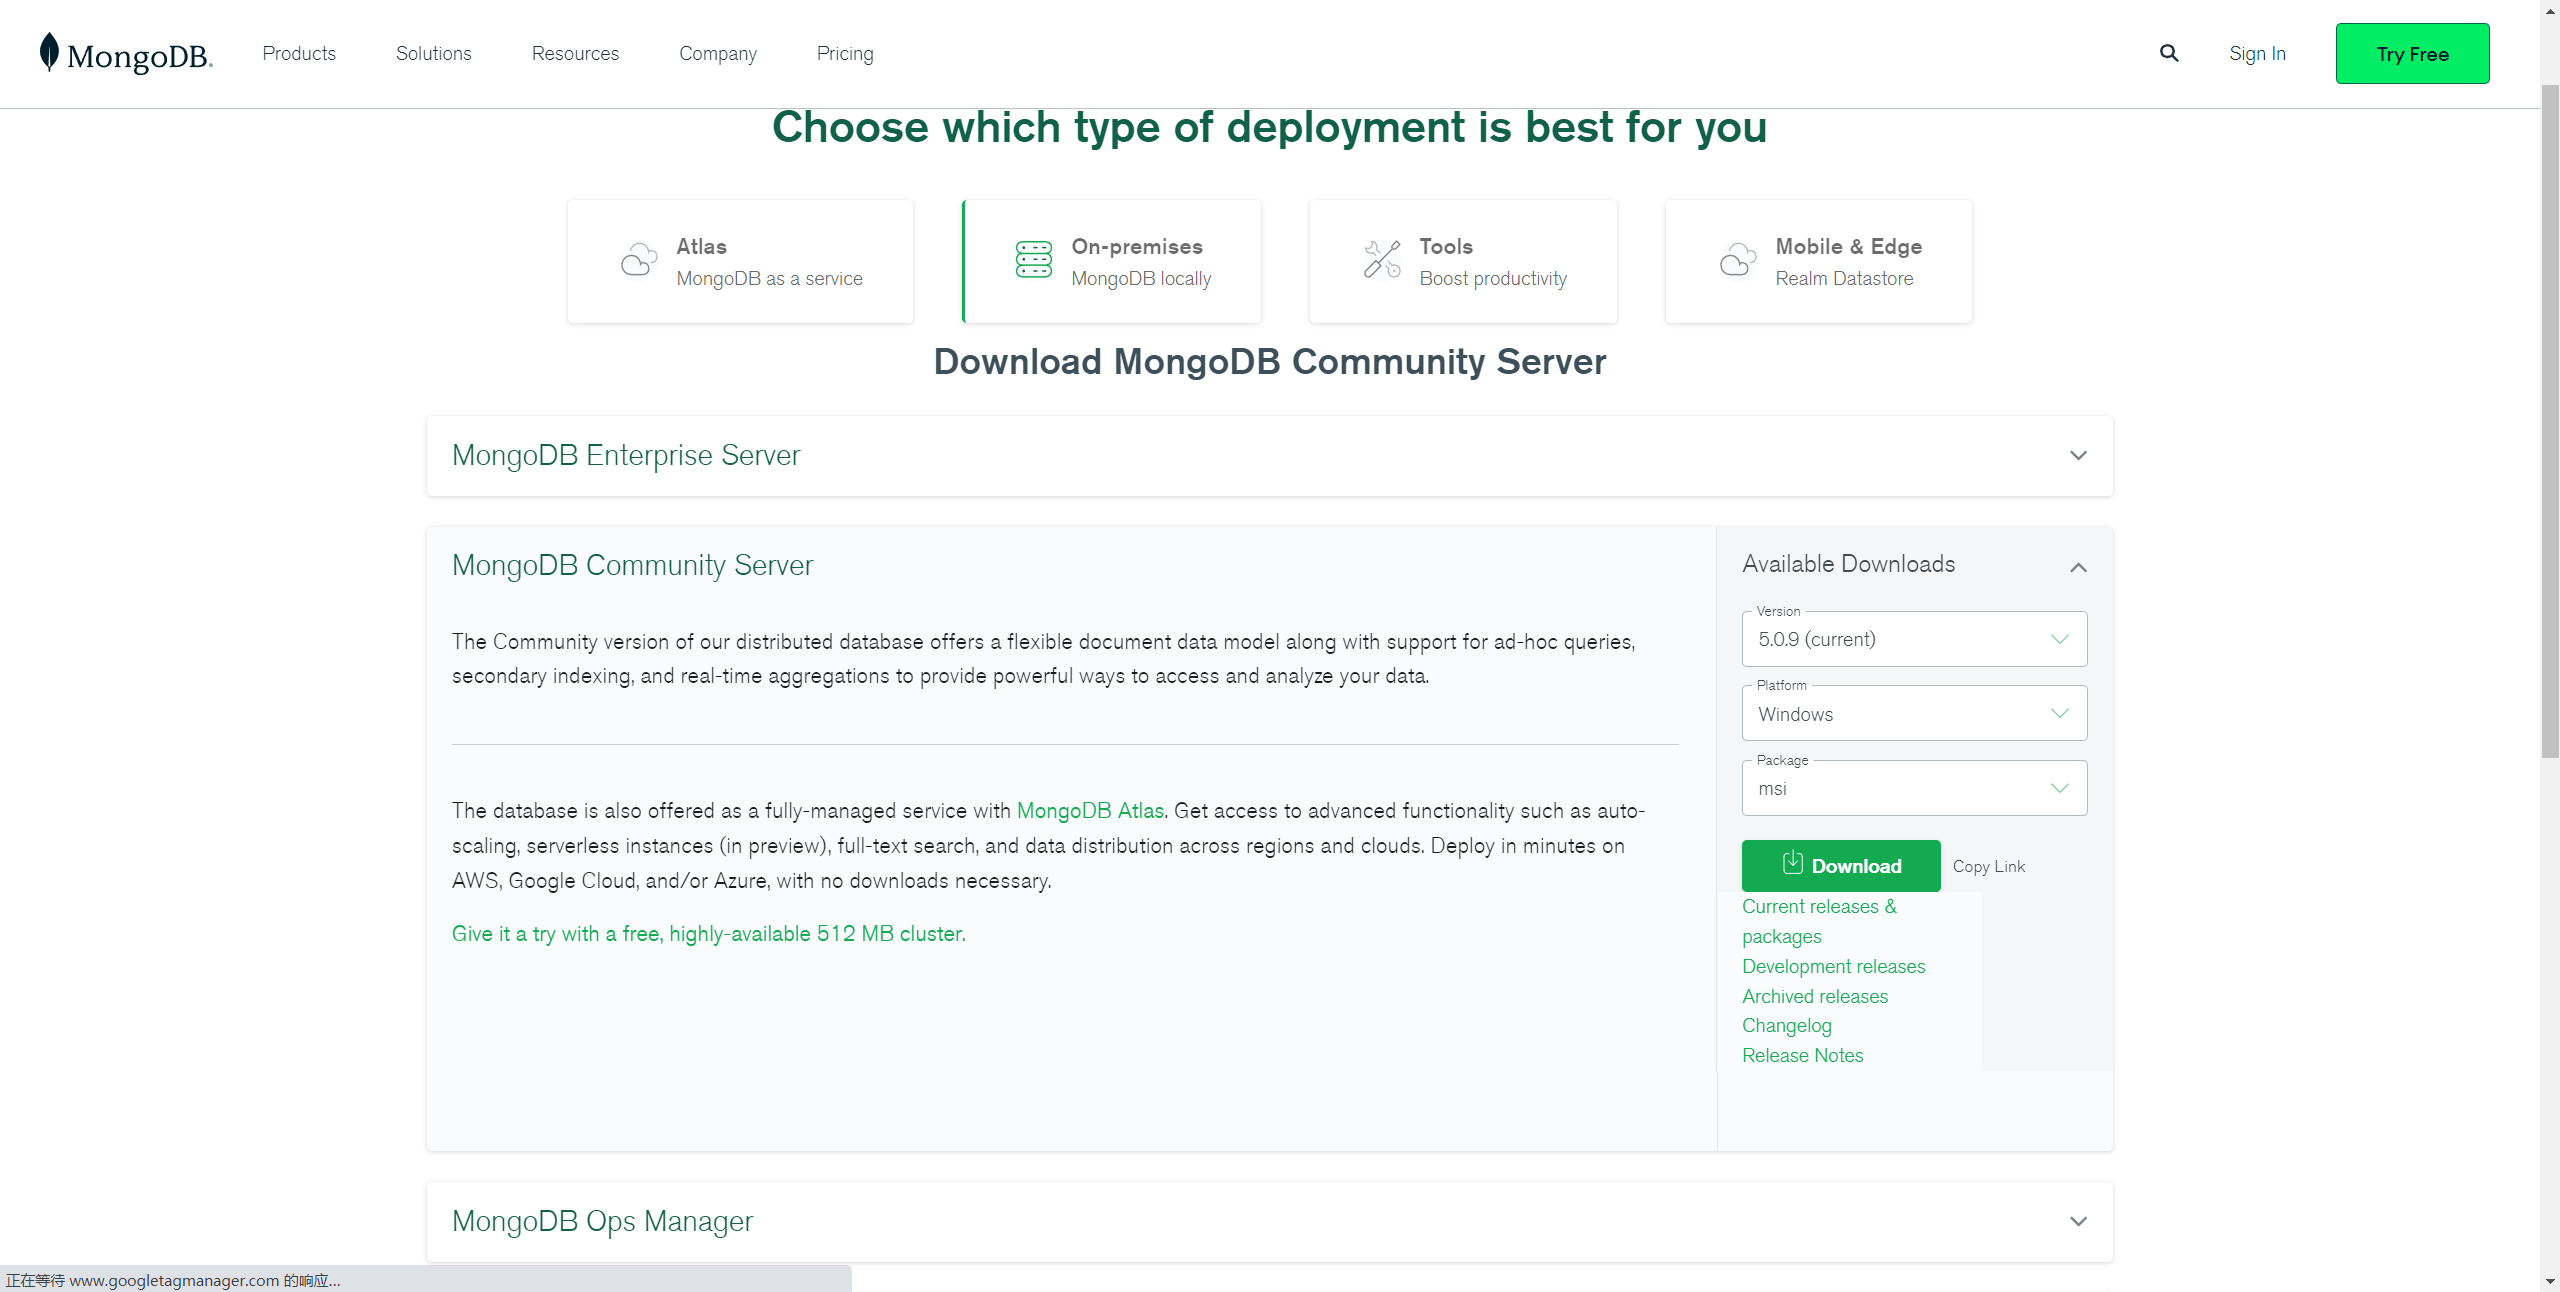 MongoDB.
Products
Solutions
Resources
Company
Pricing
Sign In
Try Free
Choose which type of deployment is best for you
Atlas
MongoDB as a service
On-premises
MongoDB locally
Tools
Boost productivity
Mobile & Edge
Realm Datastore
Download MongoDB Community Server
MongoDB Enterprise Server
MongoDB Community Server
The Community version of our distributed database offers a flexible document data model along with support for ad-hoc queries,
secondary indexing, and real-time aggregations to provide powerful ways to access and analyze your data.
The database is also offered as a fully-managed service with MongoDB Atlas. Get access to advanced functionality such as auto-
scaling, serverless instances (in preview), full-text search, and data distribution across regions and clouds. Deploy in minutes on
AWS, Google Cloud, and/or Azure, with no downloads necessary.
Give it a try with a free, highly-available 512 MB cluster.
Available Downloads
Version
5.0.9 (current)
Platform
Windows
Package
msi
Download
Copy Link
Current releases &
packages
Development releases
Archived releases
Changelog
Release Notes
MongoDB Ops Manager
正在等待 www.googletagmanager.com 的响应...